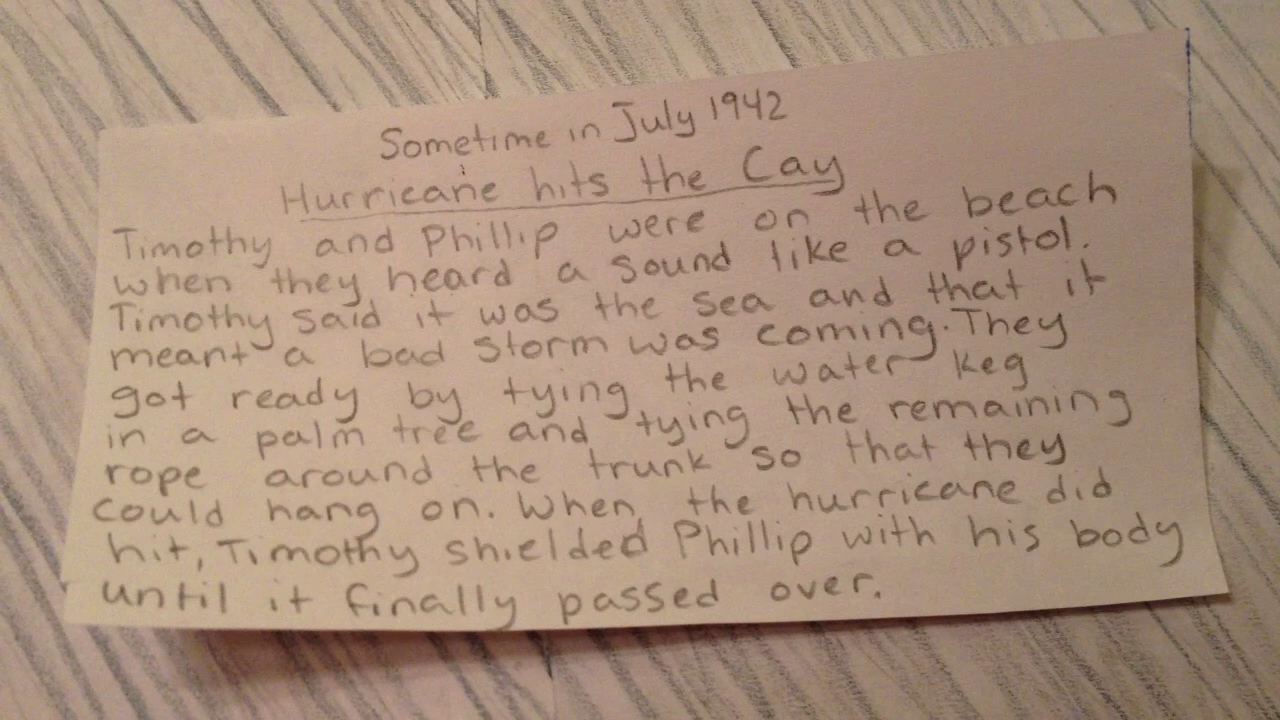 Sometime in July 1942
Hurricane hits the Cay
Timothy and Phillip were on the beach
when they heard a sound like a pistol.
Timothy said it was the sea and that it
meant a bad storm was coming. They
got ready by tying the water keg
in a palm tree and tying the remaining
rope around the trunk so that they
could hang on. When the hurricane did
hit, Timothy shielded Phillip with his body
until it finally passed over.